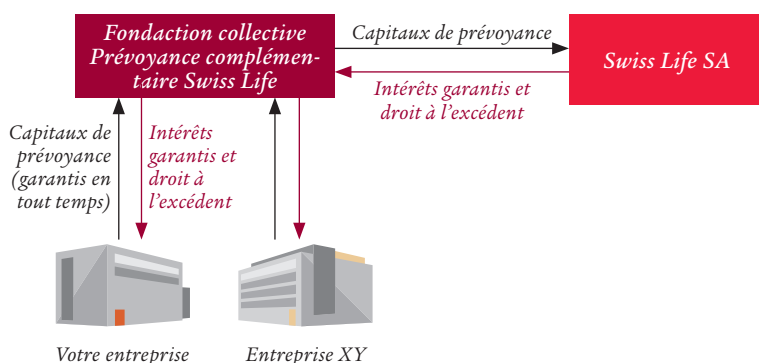 Fondaction collective
Prévoyance complémen-
taire Swiss Life
Capitaux de prévoyance
Swiss Life SA
Intérêts garantis et
droit à l’excédent
Capitaux de
prévoyance
(garantis en
tout temps)
Intérêts
garantis et
droit à
l’excédent
Votre entreprise
Entreprise XY